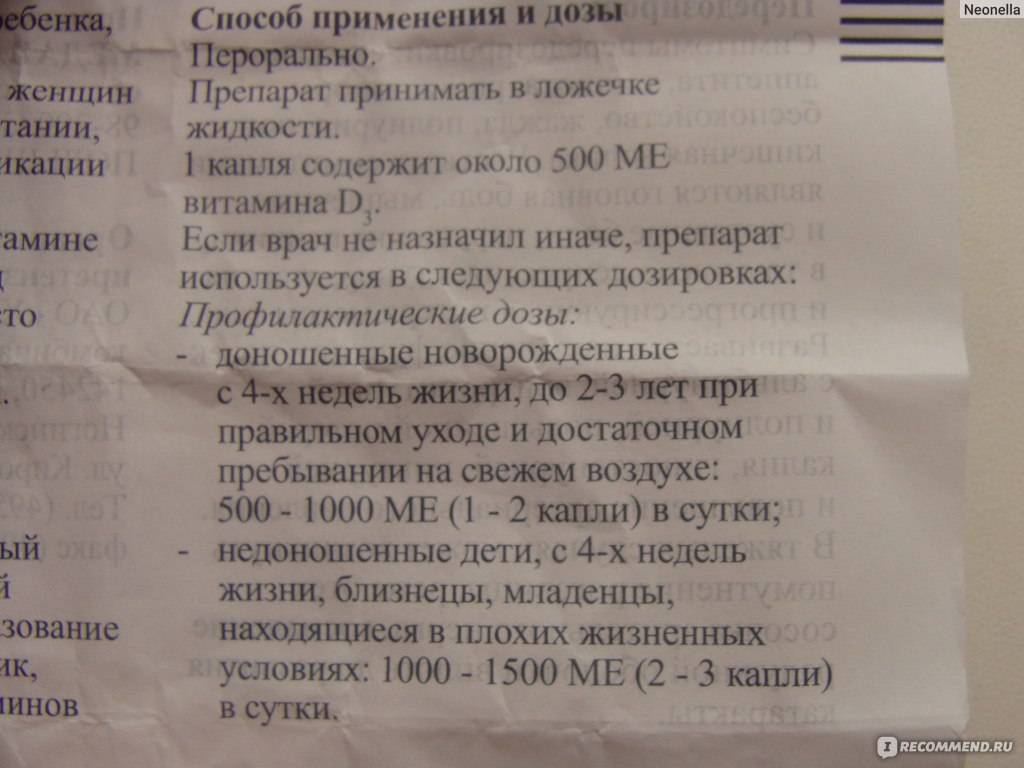 Neonella
ребенка,
женщин
икации
тамине
сто
ый
й
зование
ик,
Способ применения и дозы
Перорально.
Препарат принимать в ложечке
жидкости.
1 капля содержит около 500 МЕ
витамина D3.
Если врач не назначил иначе, препарат
используется в следующих дозировках:
Профилактические дозы:
- доношенные новорожденные
с 4-х недель жизни, до 2-3 лет при
правильном уходе и достаточном
пребывании на свежем воздухе:
500 - 1000 МЕ (1 - 2 капли) в сутки,
- недоношенные дети, с 4-х недель
жизни, близнецы, младенцы,
находящиеся в плохих жизненных
условиях: 1000 - 1500 МЕ (2 - 3 капли)
в сутки.
IRECOMMEND.RU